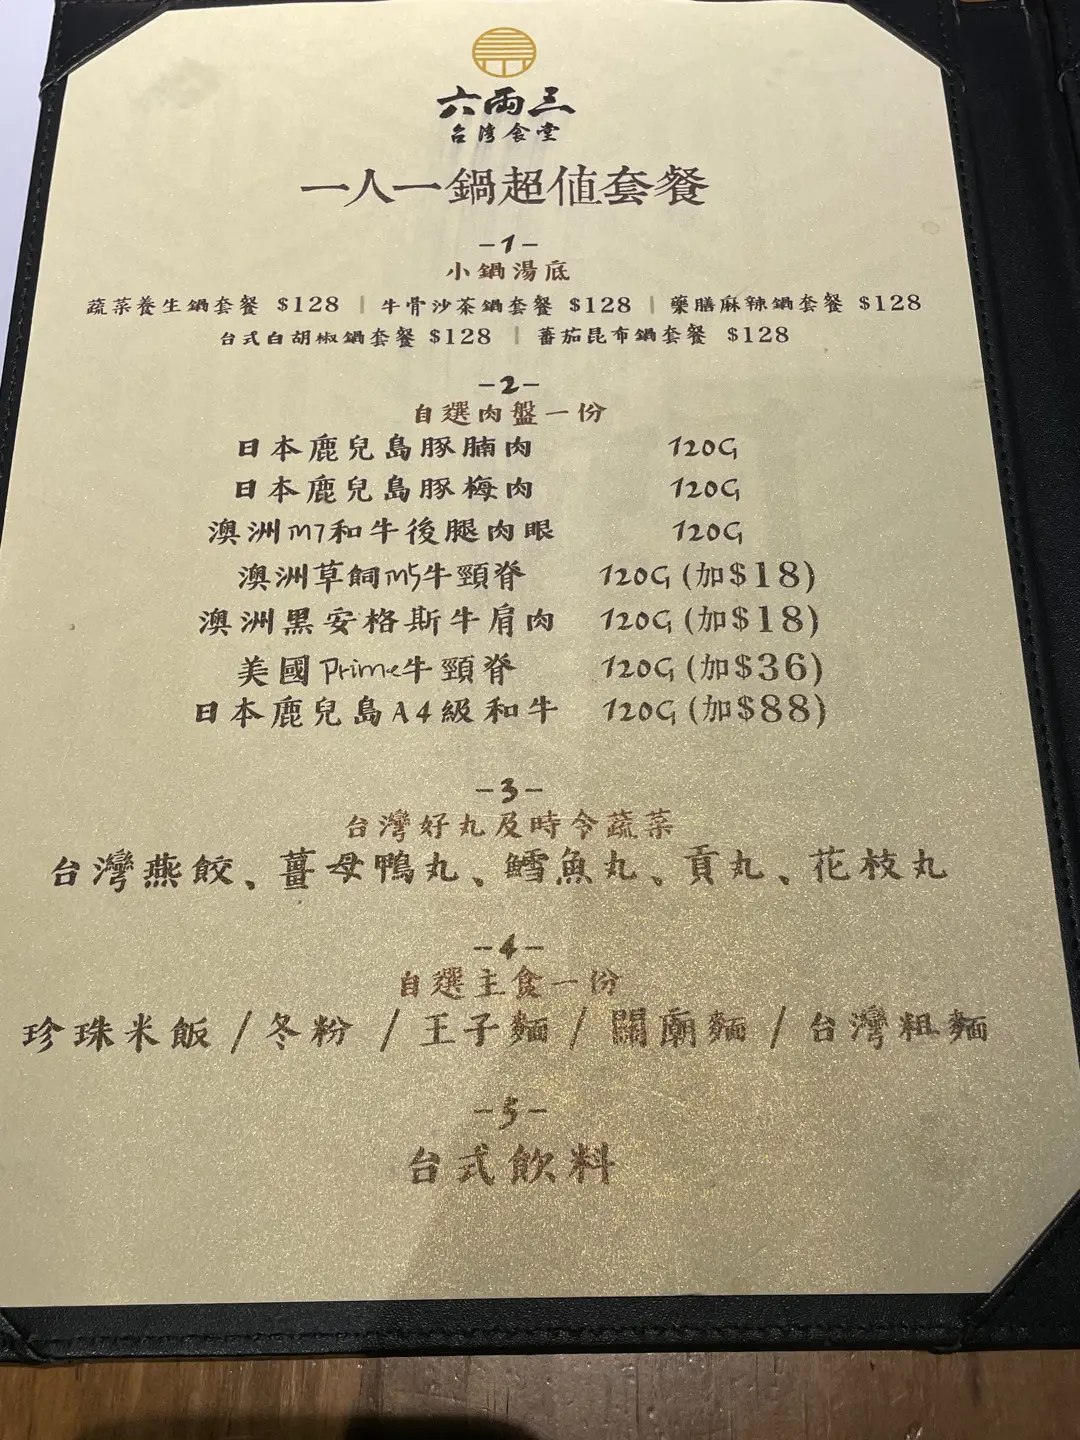 六兩三
台灣食堂
一人一鍋超值套餐
-1-
小鍋湯底
蔬菜養生鍋套餐 $128 | 牛骨沙茶鍋套餐 $128 | 藥膳麻辣鍋套餐 $128
台式白胡椒鍋套餐 $128 | 蕃茄昆布鍋套餐 $128
-2-
自選肉盤一份
日本鹿兒島豚腩肉 120G
日本鹿兒島豚梅肉 120G
澳洲M7和牛後腿肉眼 120G
澳洲草飼M5牛頸脊 120G (加$18)
澳洲黑安格斯牛肩肉 120G (加$18)
美國Prime牛頸脊 120G (加$36)
日本鹿兒島A4級和牛 120G (加$88)
-3-
台灣好丸及時令蔬菜
台灣燕餃、薑母鴨丸、鱈魚丸、貢丸、花枝丸
-4-
自選主食一份
珍珠米飯 / 冬粉 / 王子麵 / 關廟麵 / 台灣粗麵
-5-
台式飲料